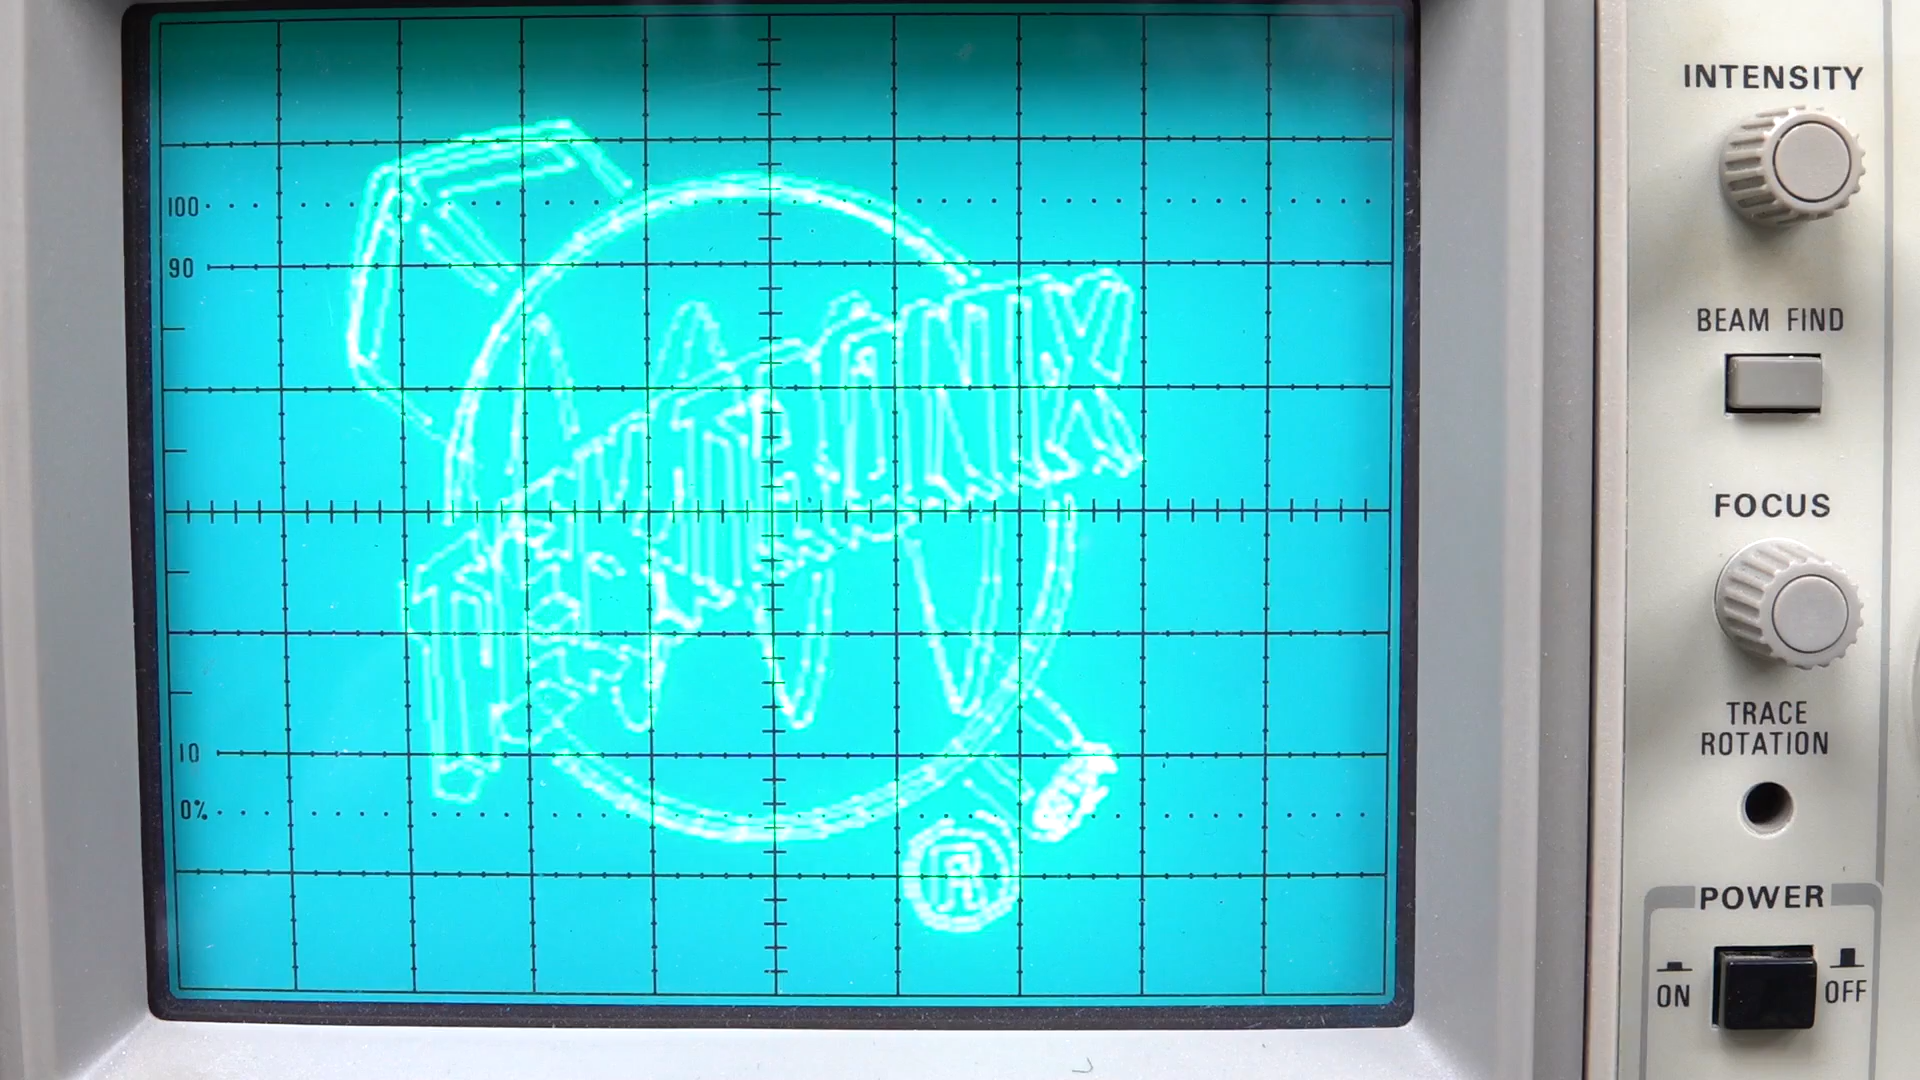 INTENSITY
BEAM FIND
FOCUS
TRACE
ROTATION
POWER
ON
OFF
100
90
TEKTRONIX
10
0%
R